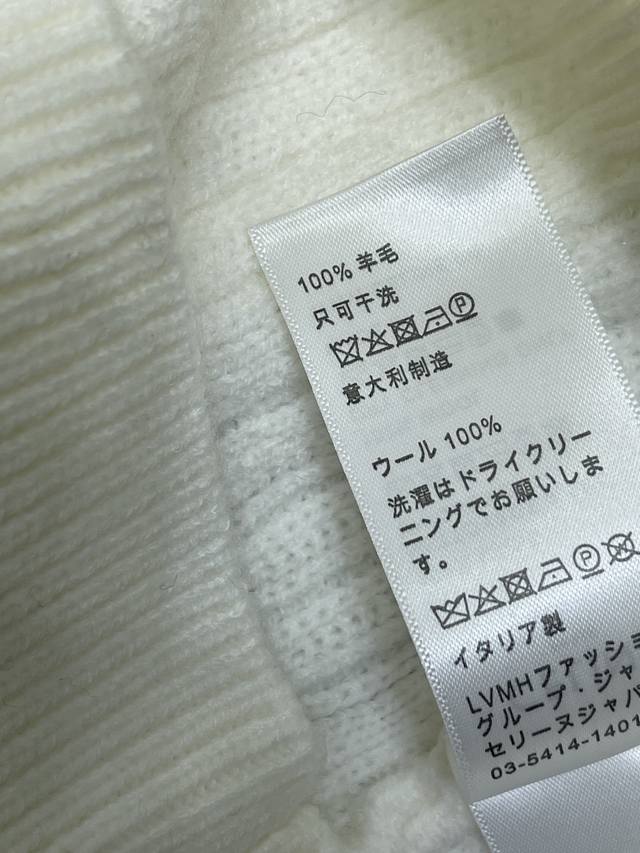 100% 羊毛
只可干洗
意大利制造
ウール 100%
洗濯はドライクリー
ニングでお願いしま
す。
イタリア製
LVMHファッショ
グループ・ジャ
セリーヌジャパ
03-5414-1401